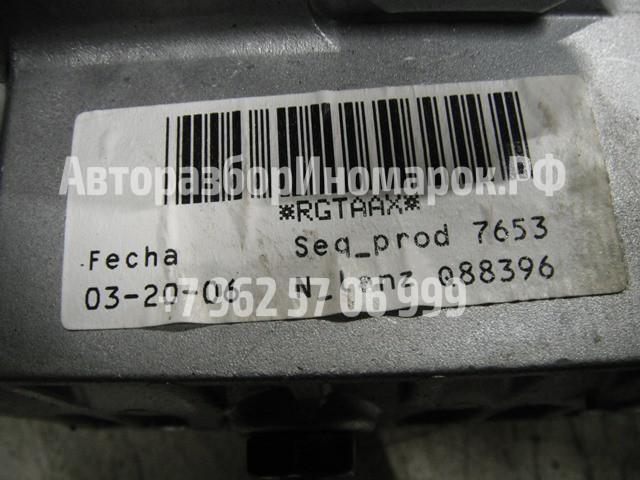 АвторазборИномарок.РФ
*RGTAAX*
Fecha Seq_prod 7653
03-20-06 N_lanz 088396
+7 962 57 06 999